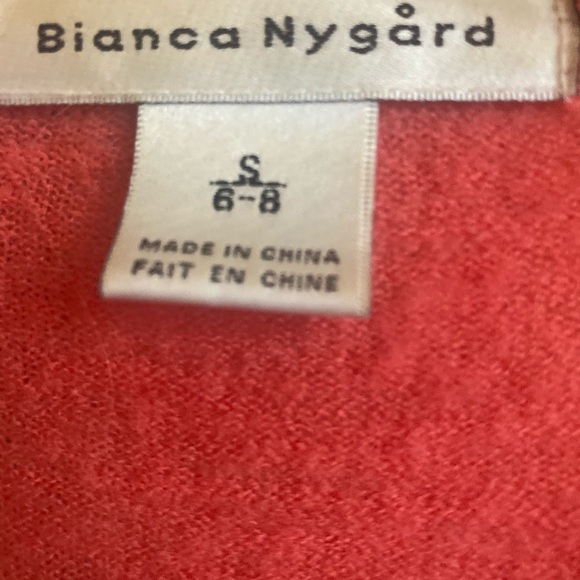 Bianca Nygård
S
6-8
MADE IN CHINA
FAIT EN CHINE